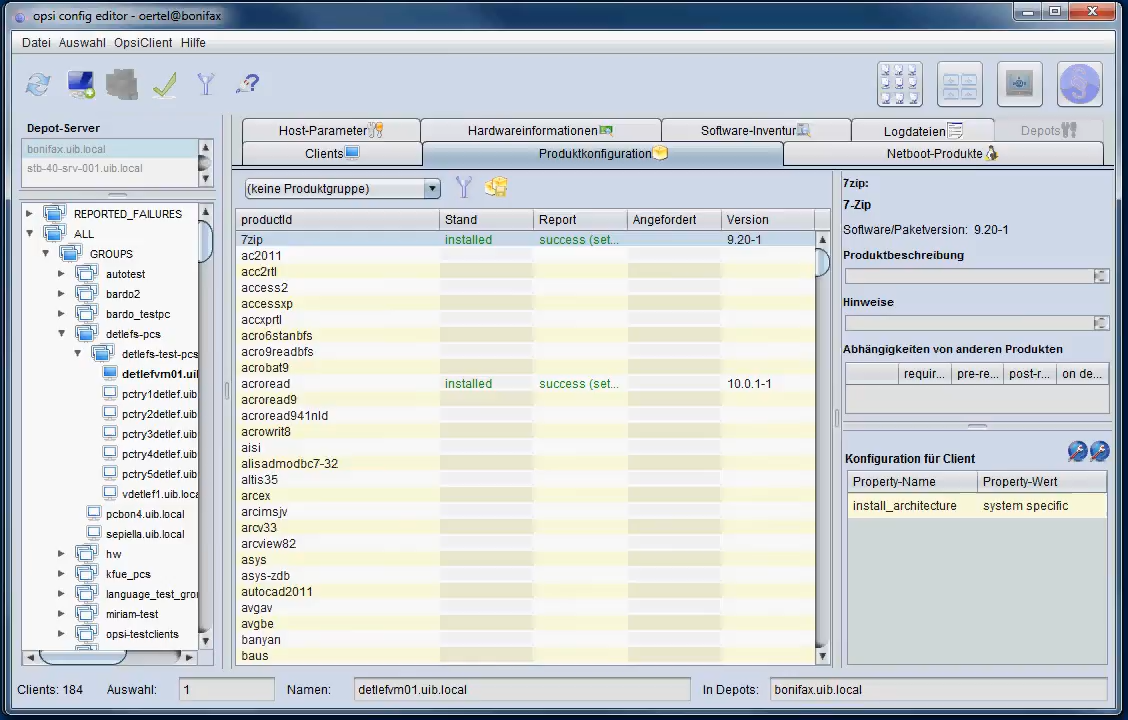 opsi config editor - oertel@bonifax
Datei Auswahl OpsiClient Hilfe
Depot-Server
bonifax.uib.local
stb-40-srv-001.uib.local
REPORTED_FAILURES
ALL
GROUPS
autotest
bardo2
bardo_testpc
detlefs-pcs
detlefs-test-pcs
detlefvm01.uil
pctry1detlef.uib
pctry2detlef.uib
pctry3detlef.uib
pctry4detlef.uib
pctry5detlef.uib
vdetlef1.uib.loca
pcbon4.uib.local
sepiella.uib.local
hw
kfue_pcs
language_test_grou
miriam-test
opsi-testclients
Host-Parameter Hardwareinformationen Software-Inventur Logdateien Depots
Clients Produktkonfiguration Netboot-Produkte
(keine Produktgruppe)
productId Stand Report Angefordert Version
7zip installed success (set... 9.20-1
ac2011
acc2rtl
access2
accessxp
accxprtl
acro6stanbfs
acro9readbfs
acrobat9
acroread installed success (set... 10.0.1-1
acroread9
acroread941nld
acrowrit8
aisi
alisadmodbc7-32
altis35
arcex
arcimsjv
arcv33
arcview82
asys
asys-zdb
autocad2011
avgav
avgbe
banyan
baus
7zip:
7-Zip
Software/Paketversion: 9.20-1
Produktbeschreibung
Hinweise
Abhängigkeiten von anderen Produkten
requir... pre-re... post-r... on de...
Konfiguration für Client
Property-Name Property-Wert
install_architecture system specific
Clients: 184 Auswahl: 1 Namen: detlefvm01.uib.local In Depots: bonifax.uib.local